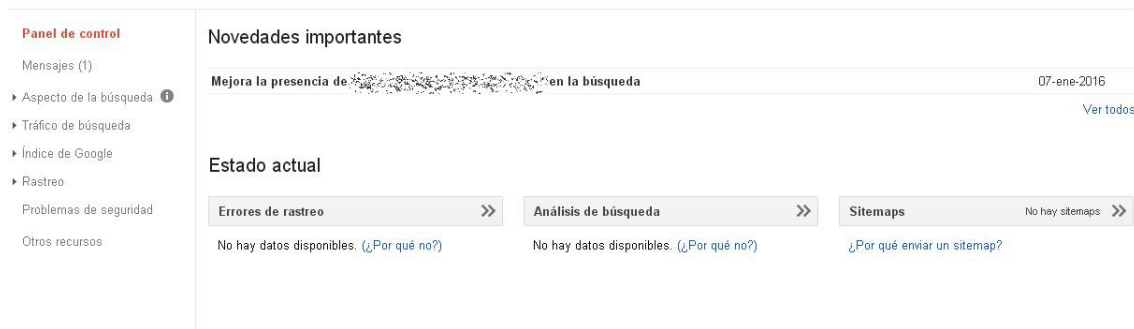 Panel de control
Mensajes (1)
Aspecto de la búsqueda
Tráfico de búsqueda
Índice de Google
Rastreo
Problemas de seguridad
Otros recursos
Novedades importantes
Mejora la presencia de en la búsqueda 07-ene-2016
Ver todos
Estado actual
Errores de rastreo
No hay datos disponibles. (¿Por qué no?)
Análisis de búsqueda
No hay datos disponibles. (¿Por qué no?)
Sitemaps No hay sitemaps
¿Por qué enviar un sitemap?